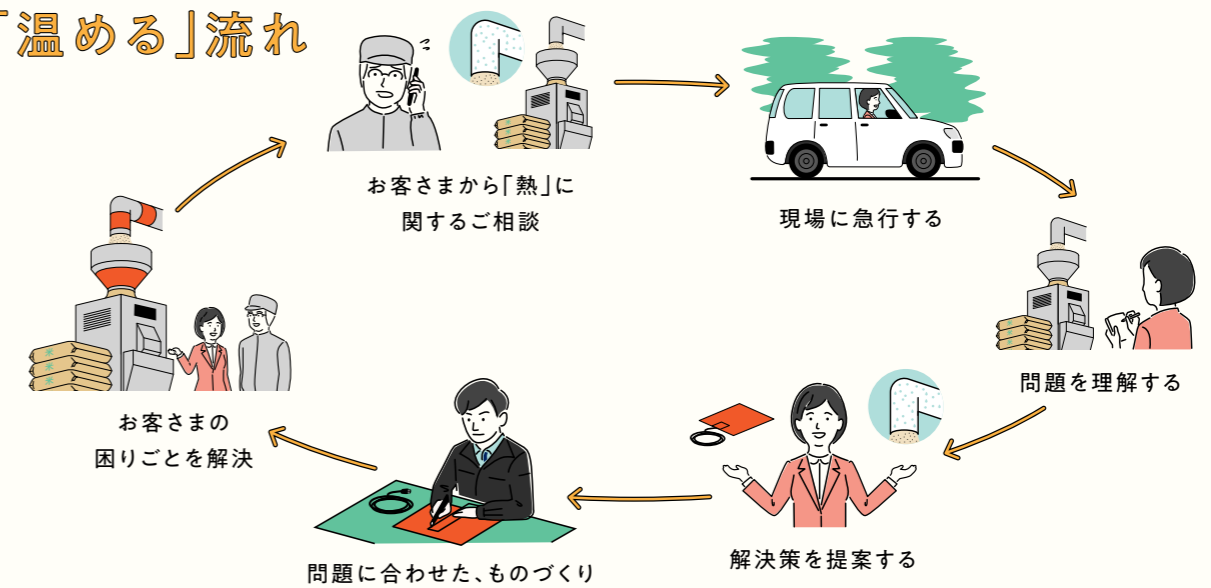 「温める」流れ
お客さまから「熱」に
関するご相談
現場に急行する
問題を理解する
解決策を提案する
問題に合わせた、ものづくり
お客さまの
困りごとを解決
米
米
米